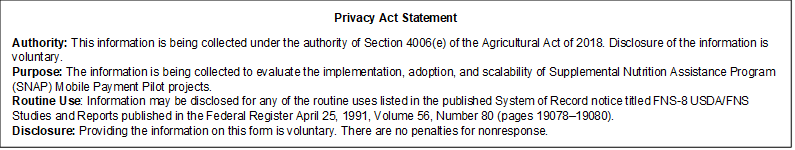 Privacy Act Statement
Authority: This information is being collected under the authority of Section 4006(e) of the Agricultural Act of 2018. Disclosure of the information is
voluntary.
Purpose: The information is being collected to evaluate the implementation, adoption, and scalability of Supplemental Nutrition Assistance Program
(SNAP) Mobile Payment Pilot projects.
Routine Use: Information may be disclosed for any of the routine uses listed in the published System of Record notice titled FNS-8 USDA/FNS
Studies and Reports published in the Federal Register April 25, 1991, Volume 56, Number 80 (pages 19078–19080).
Disclosure: Providing the information on this form is voluntary. There are no penalties for nonresponse.